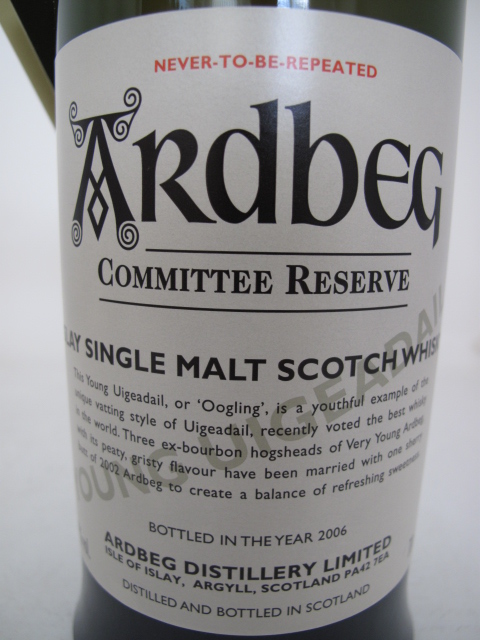 NEVER-TO-BE-REPEATED
ARDBEG
COMMITTEE RESERVE
SINGLE MALT SCOTCH
This Young Uigeadail, or 'Oogling', is a youthful example of the
vatting style of Uigeadail, recently voted the best whisky
in the world. Three ex-bourbon hogsheads of Very Young Ardbeg
with its peaty, gristy flavour have been married with one sherry
of 2002 Ardbeg to create a balance of refreshing sweetness.
BOTTLED IN THE YEAR 2006
ARDBEG DISTILLERY LIMITED
ISLE OF ISLAY, ARGYLL, SCOTLAND PA42 7EA
DISTILLED AND BOTTLED IN SCOTLAND